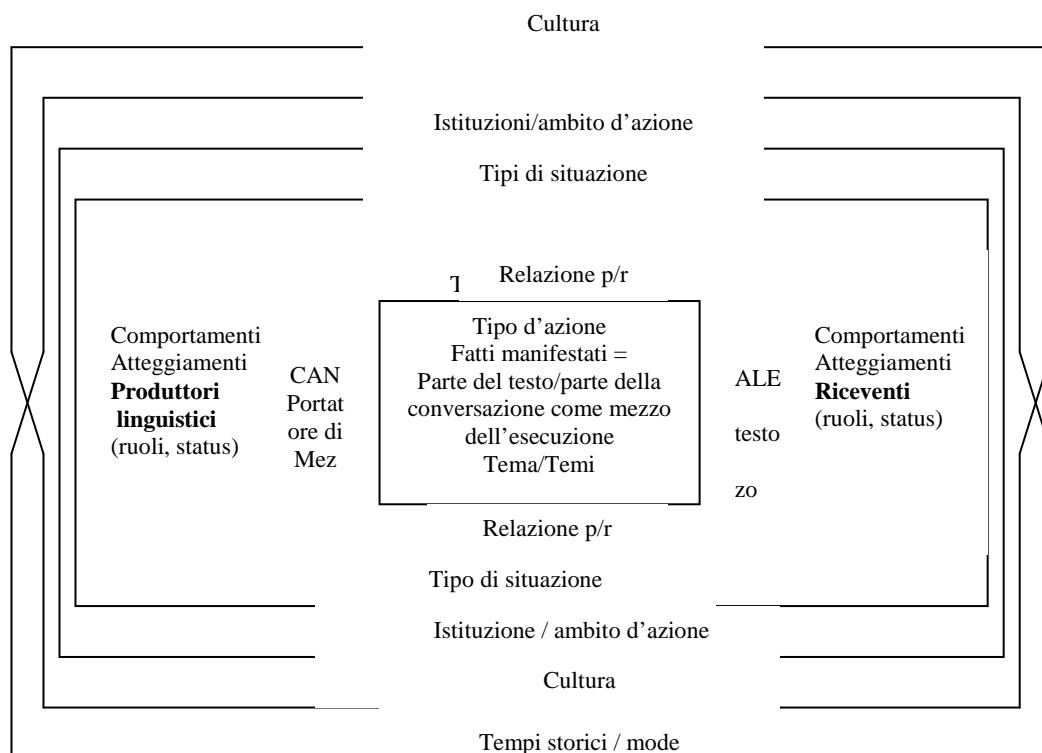 Cultura
Istituzioni/ambito d’azione
Tipi di situazione
Relazione p/r
Comportamenti
Atteggiamenti
Produttori
linguistici
(ruoli, status)
CAN
Portat
ore di
Mez
Tipo d’azione
Fatti manifestati =
Parte del testo/parte della
conversazione come mezzo
dell’esecuzione
Tema/Temi
ALE
testo
zo
Comportamenti
Atteggiamenti
Riceventi
(ruoli, status)
Relazione p/r
Tipo di situazione
Istituzione / ambito d’azione
Cultura
Tempi storici / mode